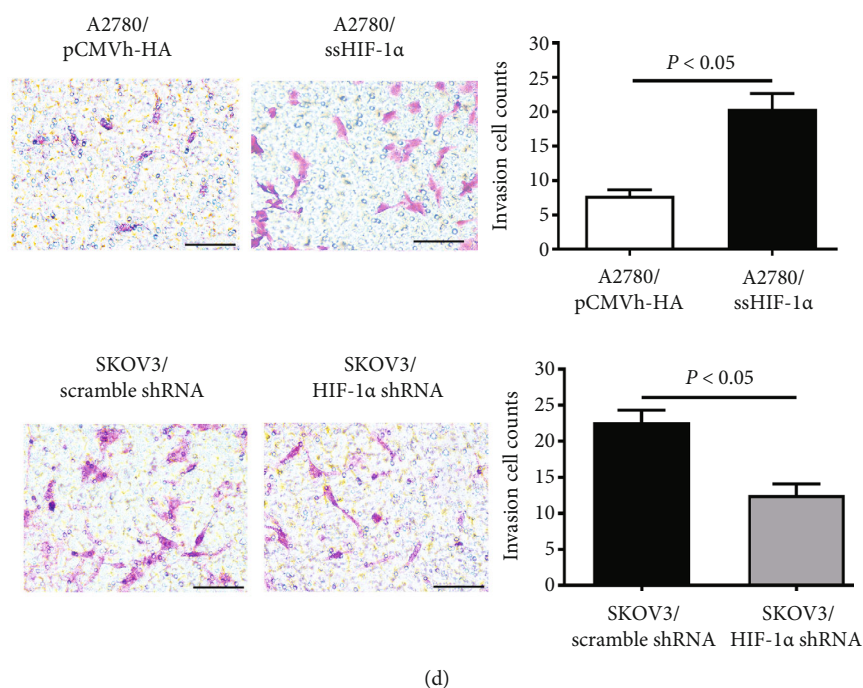 A2780/
pCMVh-HA
A2780/
ssHIF-1α
Invasion cell counts
30
25
20
15
10
5
0
P < 0.05
A2780/
pCMVh-HA
A2780/
ssHIF-1α
SKOV3/
scramble shRNA
SKOV3/
HIF-1α shRNA
Invasion cell counts
30
25
20
15
10
5
0
P < 0.05
SKOV3/
scramble shRNA
SKOV3/
HIF-1α shRNA
(d)